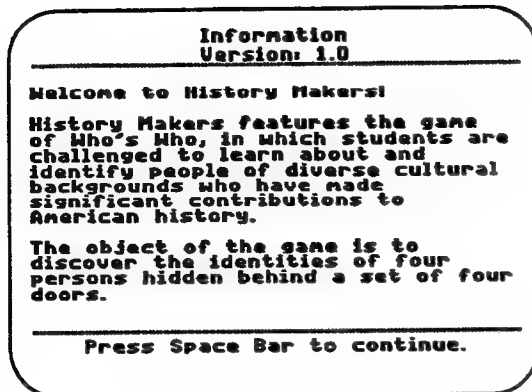 Information
Version: 1.0
Welcome to History Makers!
History Makers features the game
of Who's Who, in which students are
challenged to learn about and
identify people of diverse cultural
backgrounds who have made
significant contributions to
American history.
The object of the game is to
discover the identities of four
persons hidden behind a set of four
doors.
Press Space Bar to continue.